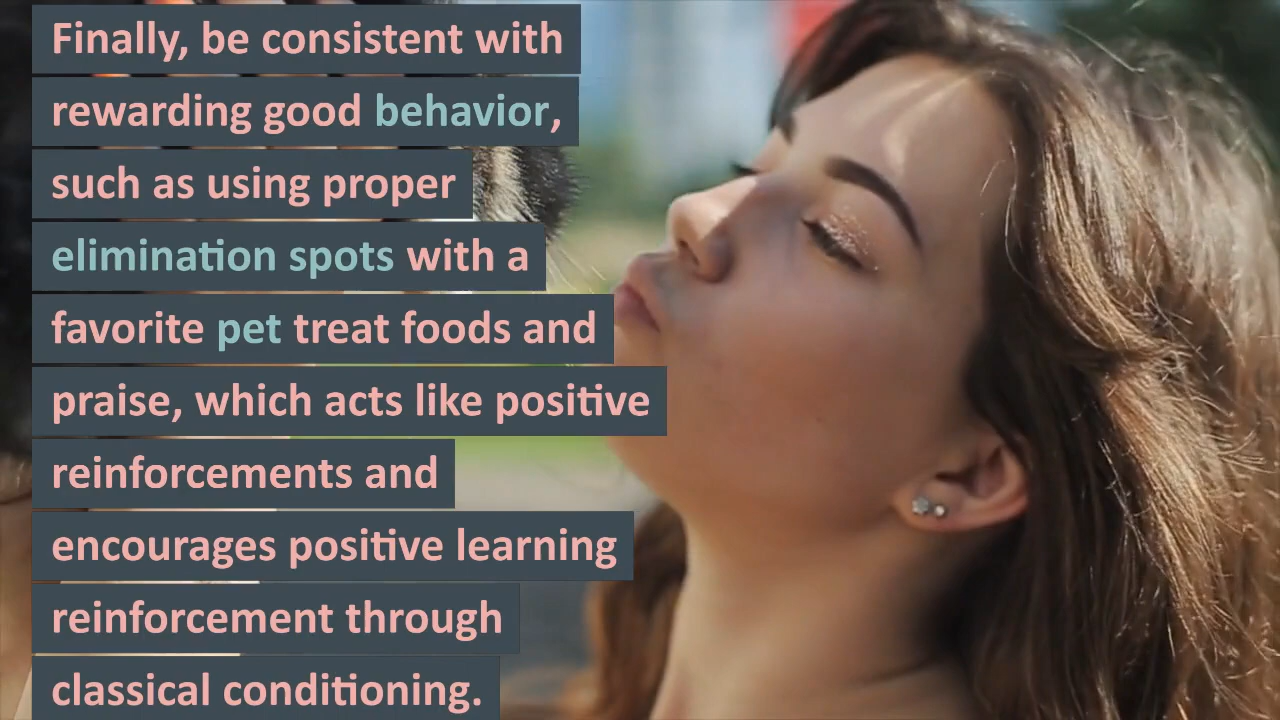 Finally, be consistent with
rewarding good behavior,
such as using proper
elimination spots with a
favorite pet treat foods and
praise, which acts like positive
reinforcements and
encourages positive learning
reinforcement through
classical conditioning.